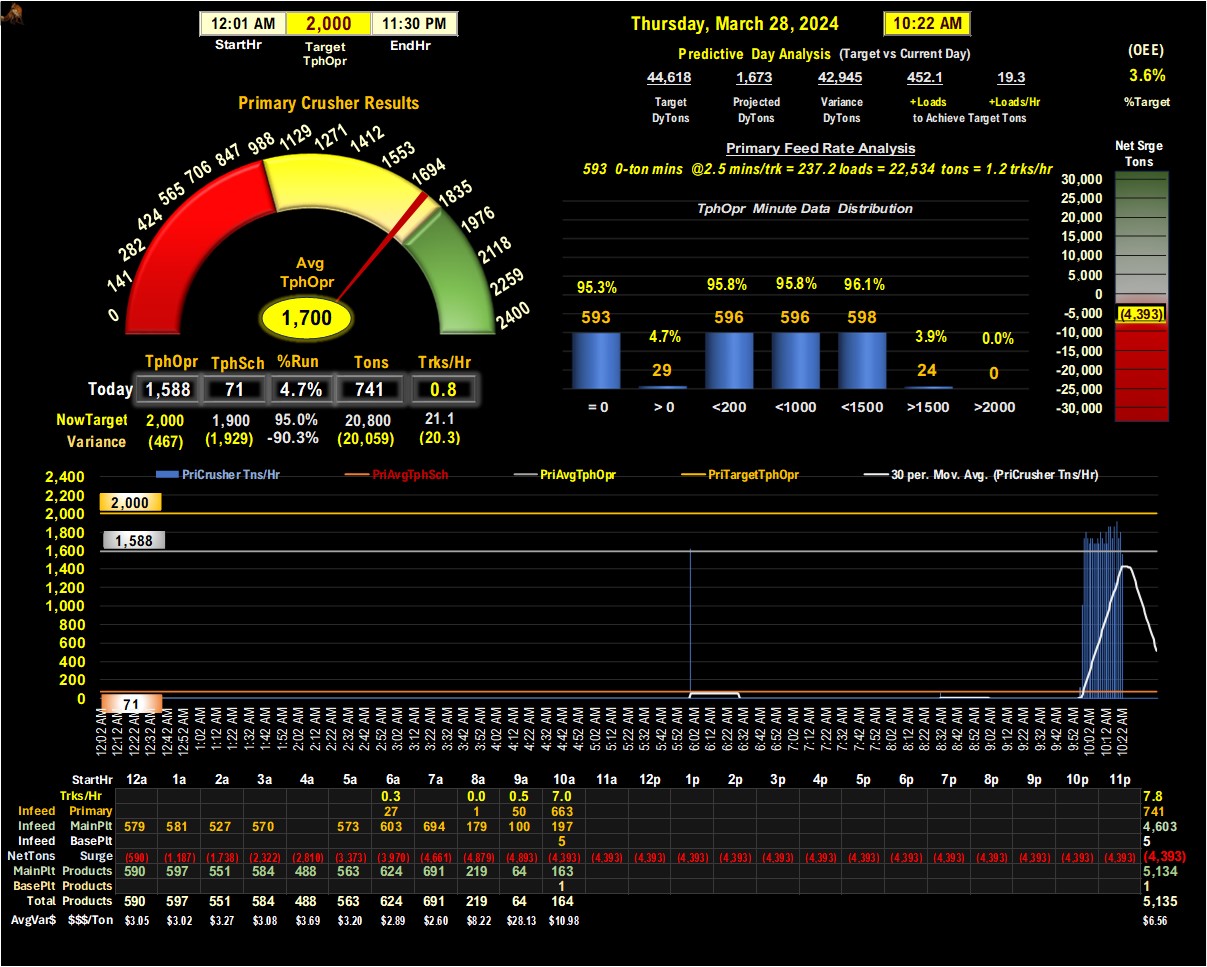 12:01 AM 2,000 11:30 PM
StartHr Target TphOpr EndHr
Thursday, March 28, 2024 10:22 AM
Predictive Day Analysis (Target vs Current Day)
44,618 1,673 42,945 452.1 19.3
Target Projected Variance +Loads +Loads/Hr
DyTons DyTons DyTons to Achieve Target Tons
(OEE)
3.6%
%Target
Primary Crusher Results
0 141 282 424 565 706 847 988 1129 1271 1412 1553 1694 1835 1976 2118 2259 2400
Avg
TphOpr
1,700
TphOpr TphSch %Run Tons Trks/Hr
Today 1,588 71 4.7% 741 0.8
NowTarget 2,000 1,900 95.0% 20,800 21.1
Variance (467) (1,929) -90.3% (20,059) (20.3)
Primary Feed Rate Analysis
593 0-ton mins @2.5 mins/trk = 237.2 loads = 22,534 tons = 1.2 trks/hr
TphOpr Minute Data Distribution
95.3% 4.7% 95.8% 95.8% 96.1% 3.9% 0.0%
593 29 596 596 598 24 0
= 0 > 0 <200 <1000 <1500 >1500 >2000
Net Srge
Tons
30,000
25,000
20,000
15,000
10,000
5,000
0
-5,000
(4,393)
-10,000
-15,000
-20,000
-25,000
-30,000
PriCrusher Tns/Hr PriAvgTphSch PriAvgTphOpr PriTargetTphOpr 30 per. Mov. Avg. (PriCrusher Tns/Hr)
2,400
2,200
2,000
1,800
1,600
1,400
1,200
1,000
800
600
400
200
0
2,000
1,588
71
12:02 AM 12:12 AM 12:22 AM 12:32 AM 12:42 AM 12:52 AM 1:02 AM 1:12 AM 1:22 AM 1:32 AM 1:42 AM 1:52 AM 2:02 AM 2:12 AM 2:22 AM 2:32 AM 2:42 AM 2:52 AM 3:02 AM 3:12 AM 3:22 AM 3:32 AM 3:42 AM 3:52 AM 4:02 AM 4:12 AM 4:22 AM 4:32 AM 4:42 AM 4:52 AM 5:02 AM 5:12 AM 5:22 AM 5:32 AM 5:42 AM 5:52 AM 6:02 AM 6:12 AM 6:22 AM 6:32 AM 6:42 AM 6:52 AM 7:02 AM 7:12 AM 7:22 AM 7:32 AM 7:42 AM 7:52 AM 8:02 AM 8:12 AM 8:22 AM 8:32 AM 8:42 AM 8:52 AM 9:02 AM 9:12 AM 9:22 AM 9:32 AM 9:42 AM 9:52 AM 10:02 AM 10:12 AM 10:22 AM
StartHr 12a 1a 2a 3a 4a 5a 6a 7a 8a 9a 10a 11a 12p 1p 2p 3p 4p 5p 6p 7p 8p 9p 10p 11p
Trks/Hr 0.3 0.0 0.5 7.0 7.8
Infeed Primary 27 1 50 663 741
Infeed MainPlt 579 581 527 570 573 603 694 179 100 197 4,603
Infeed BasePlt 5 5
NetTons Surge (590) (1,187) (1,738) (2,322) (2,810) (3,373) (3,970) (4,661) (4,879) (4,893) (4,393) (4,393) (4,393) (4,393) (4,393) (4,393) (4,393) (4,393) (4,393) (4,393) (4,393) (4,393) (4,393) (4,393) (4,393)
MainPlt Products 590 597 551 584 488 563 624 691 219 64 163 5,134
BasePlt Products 1 1
Total Products 590 597 551 584 488 563 624 691 219 64 164 5,135
AvgVar$ $$$/Ton $3.05 $3.02 $3.27 $3.08 $3.69 $3.20 $2.89 $2.60 $8.22 $28.13 $10.98 $6.56